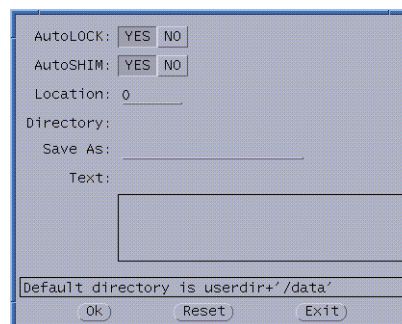 AutoLOCK: YES NO
AutoSHIM: YES NO
Location: 0
Directory:
Save As:
Text:
Default directory is userdir+'/data'
Ok Reset Exit